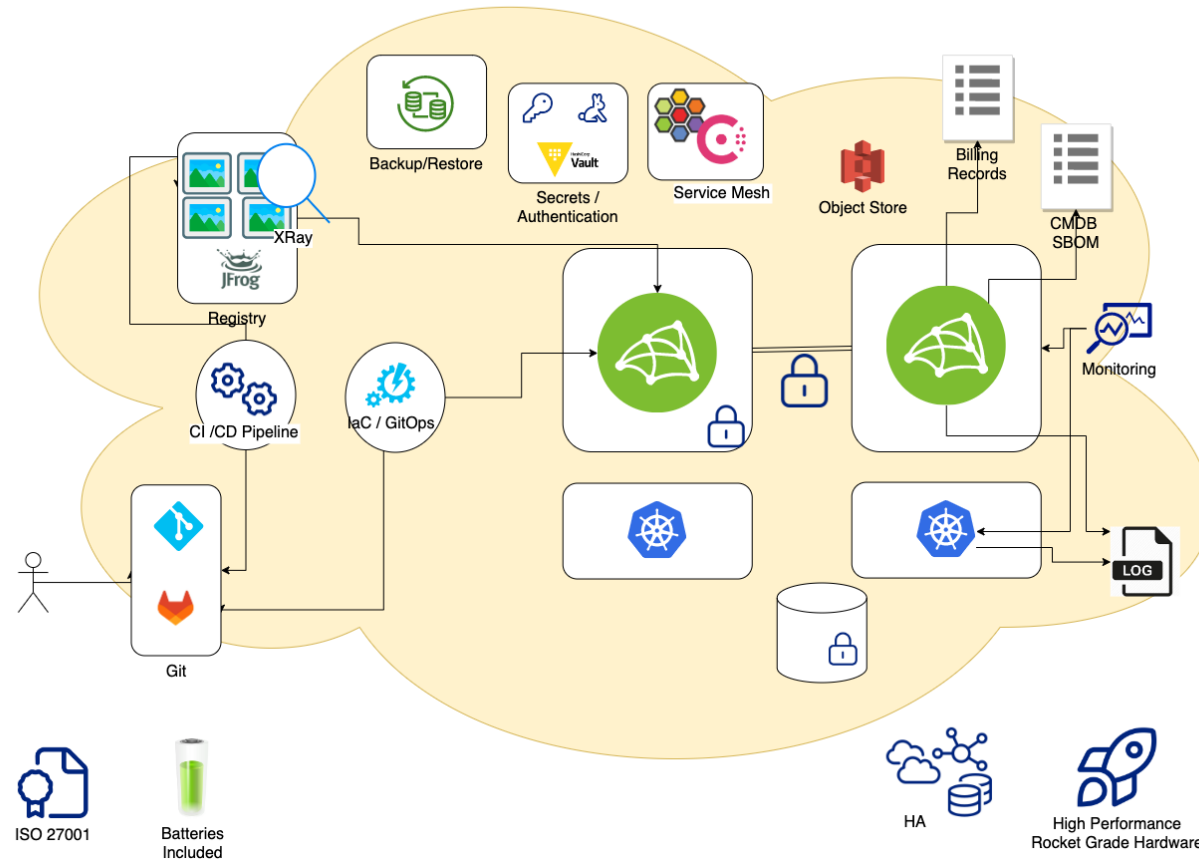 Backup/Restore
HashiCorp
Vault
Secrets /
Authentication
Service Mesh
Object Store
Billing
Records
CMDB
SBOM
XRay
JFrog
Registry
Monitoring
CI /CD Pipeline
IaC / GitOps
LOG
Git
ISO 27001
Batteries
Included
HA
High Performance
Rocket Grade Hardware